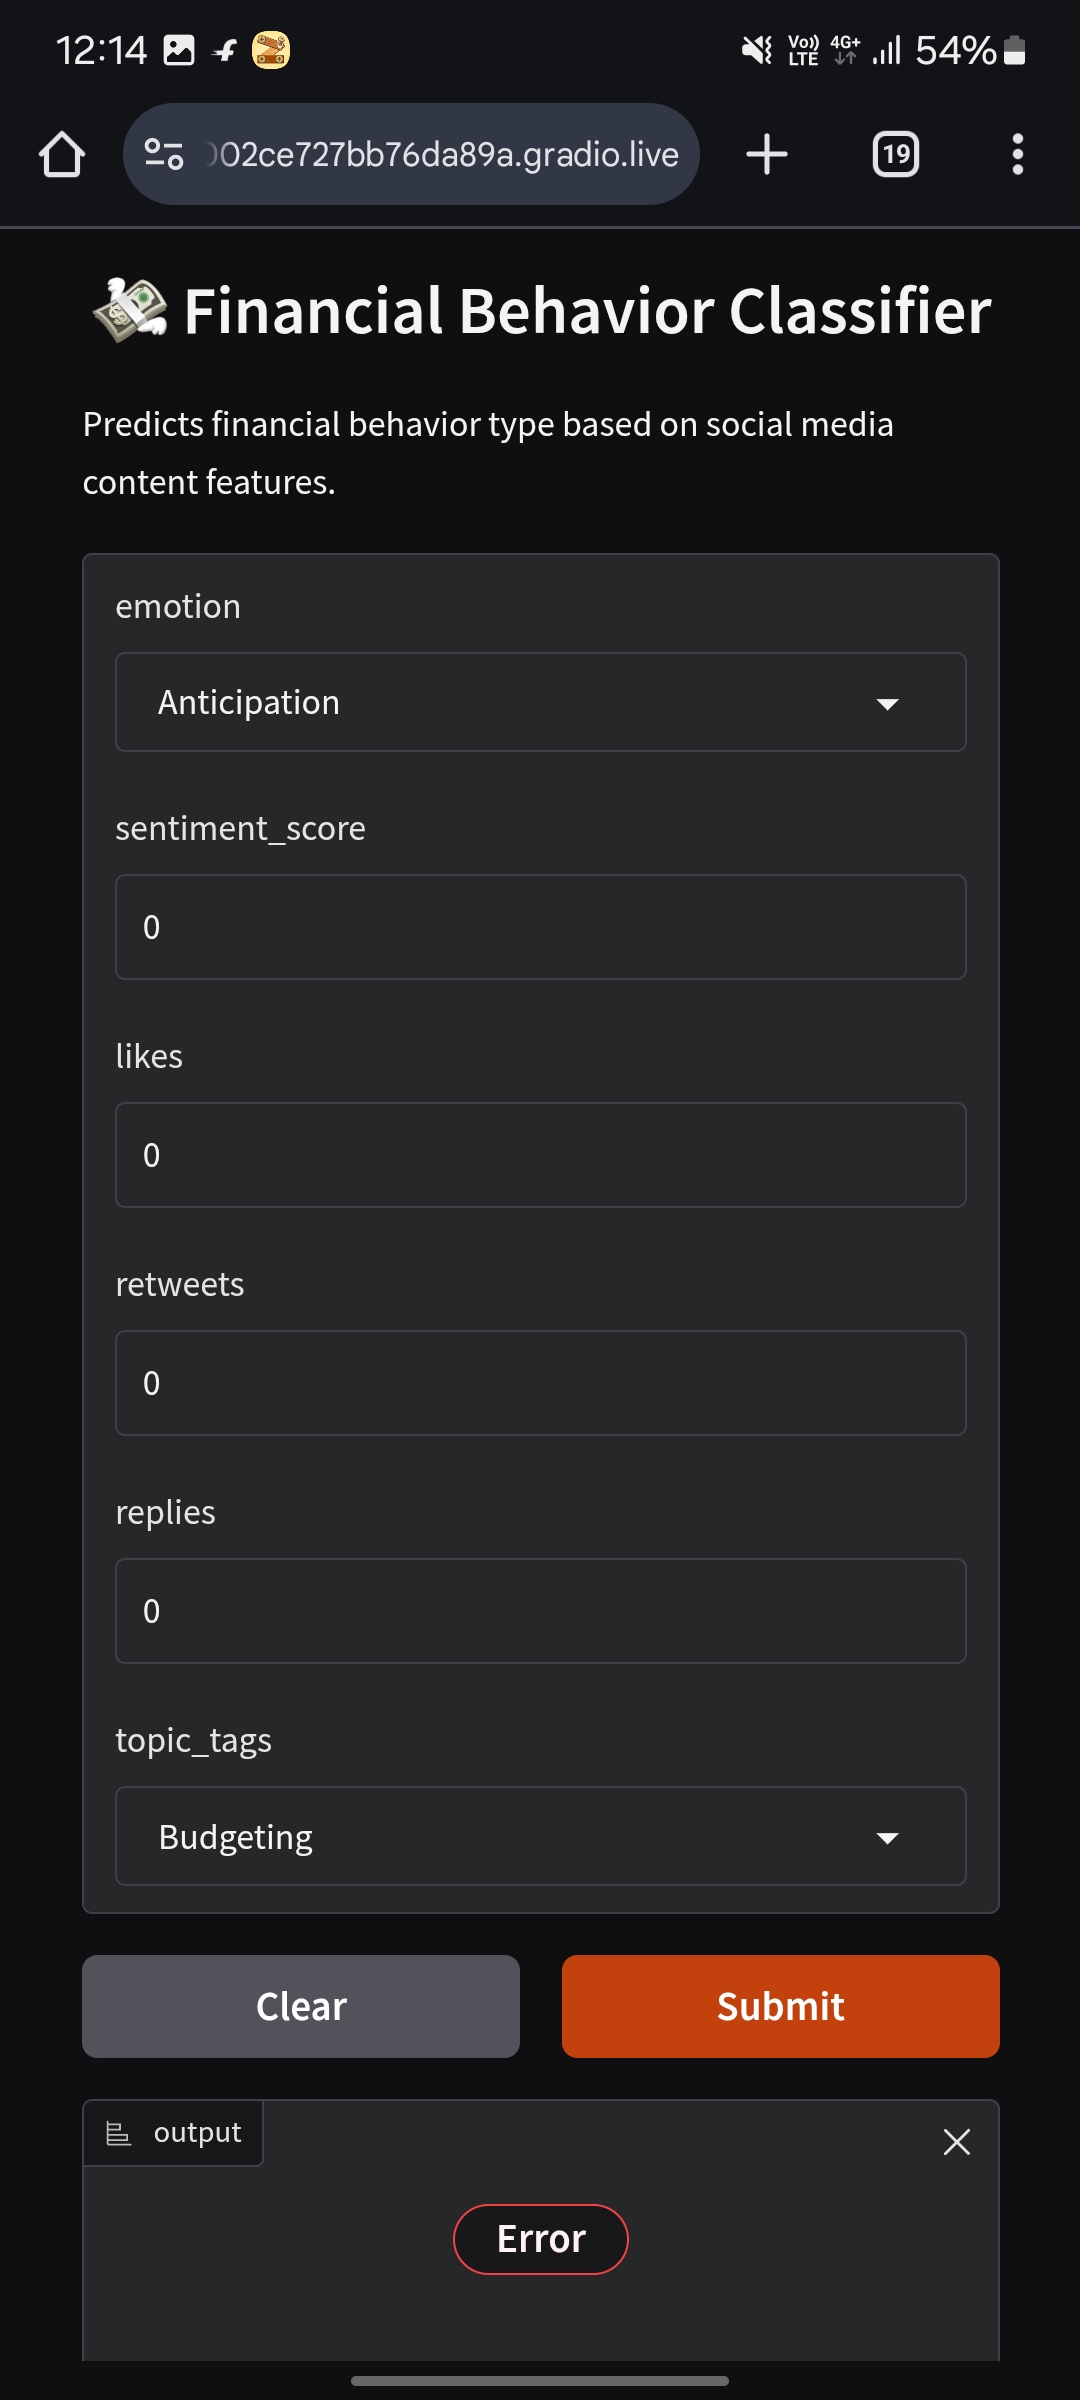 12:14 Vo)) LTE 4G+ 54%
02ce727bb76da89a.gradio.live 19
Financial Behavior Classifier
Predicts financial behavior type based on social media
content features.
emotion
Anticipation
sentiment_score
0
likes
0
retweets
0
replies
0
topic_tags
Budgeting
Clear Submit
output
Error